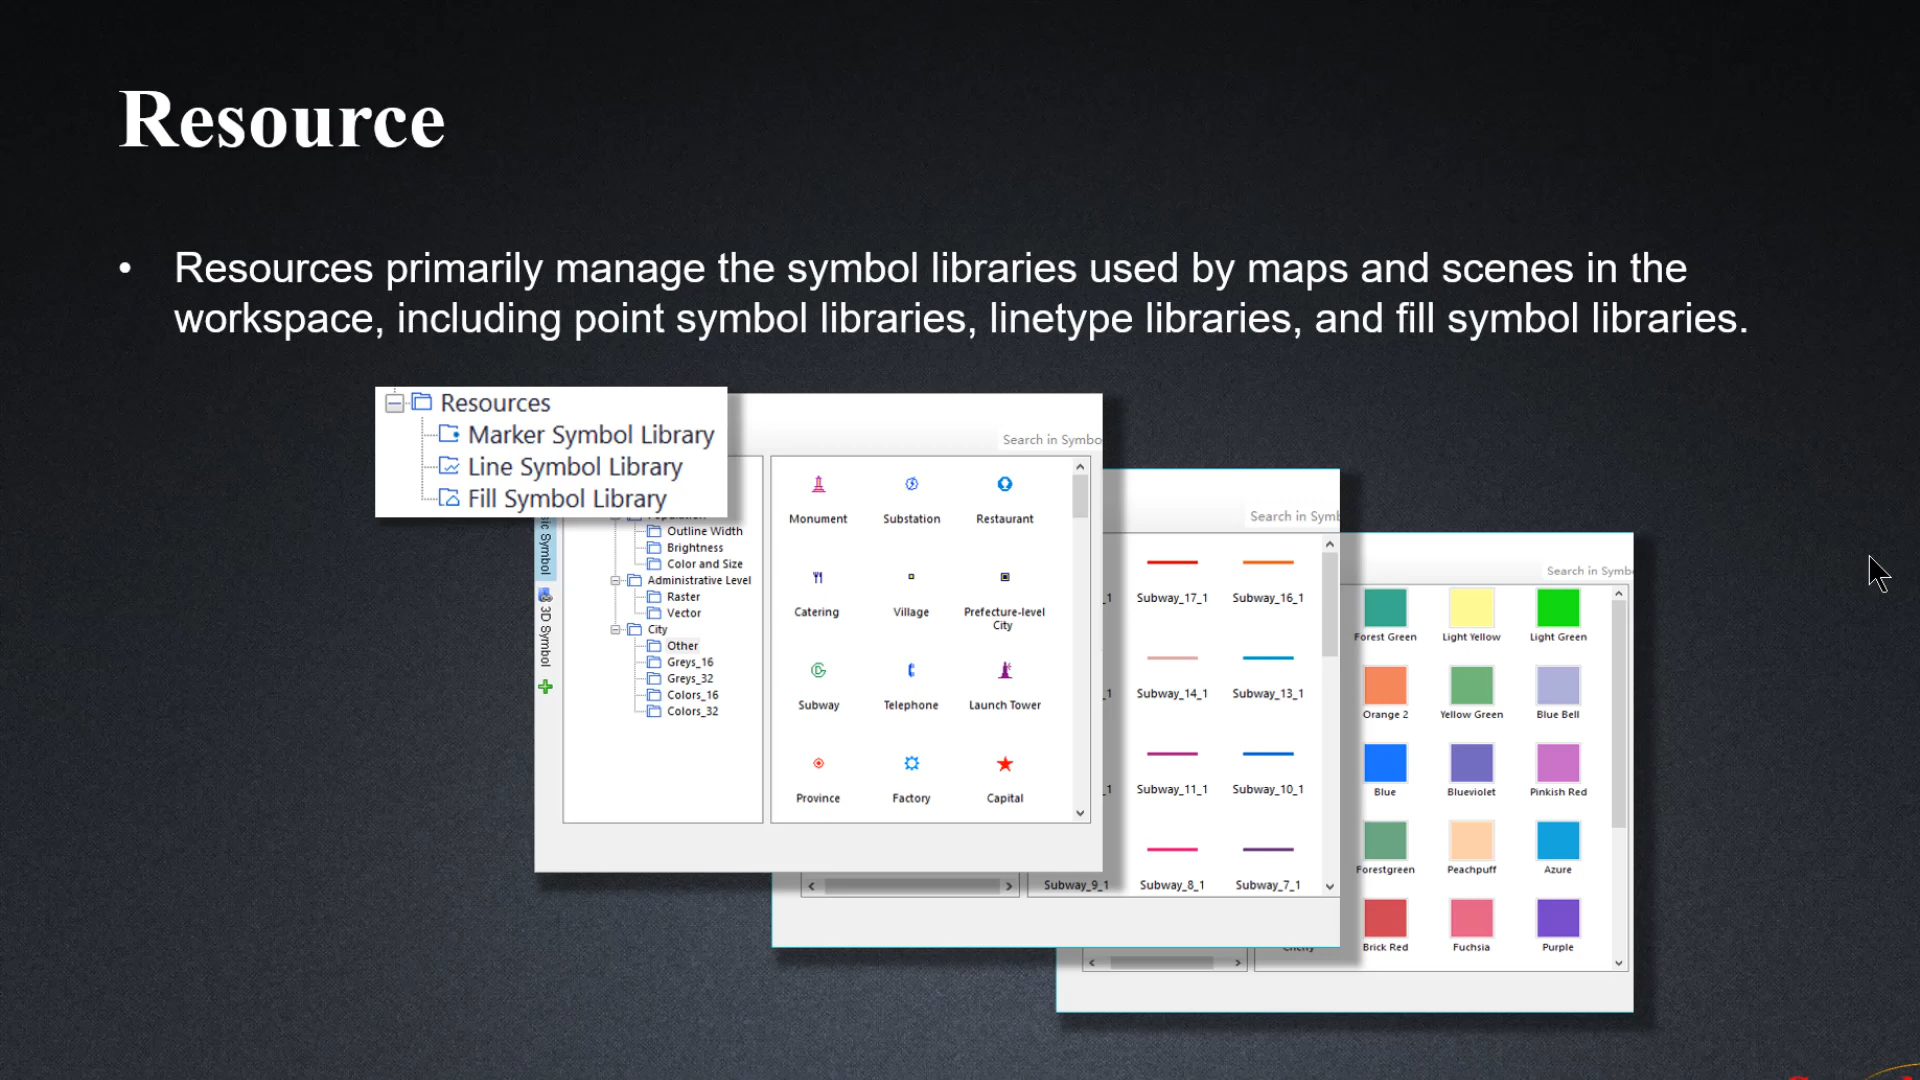 Resource
• Resources primarily manage the symbol libraries used by maps and scenes in the
workspace, including point symbol libraries, linetype libraries, and fill symbol libraries.
Resources
Marker Symbol Library
Line Symbol Library
Fill Symbol Library
Search in Symbo
Outline Width
Brightness
Color and Size
Administrative Level
Raster
Vector
City
Other
Greys_16
Greys_32
Colors_16
Colors_32
Symbol
3D Symbol
Monument Substation Restaurant
Catering Village Prefecture-level
City
Subway Telephone Launch Tower
Province Factory Capital
Search in Symb
_1 Subway_17_1 Subway_16_1
_1 Subway_14_1 Subway_13_1
_1 Subway_11_1 Subway_10_1
Subway_9_1 Subway_8_1 Subway_7_1
Search in Symb
Forest Green Light Yellow Light Green
Orange 2 Yellow Green Blue Bell
Blue Blueviolet Pinkish Red
Forestgreen Peachpuff Azure
Brick Red Fuchsia Purple